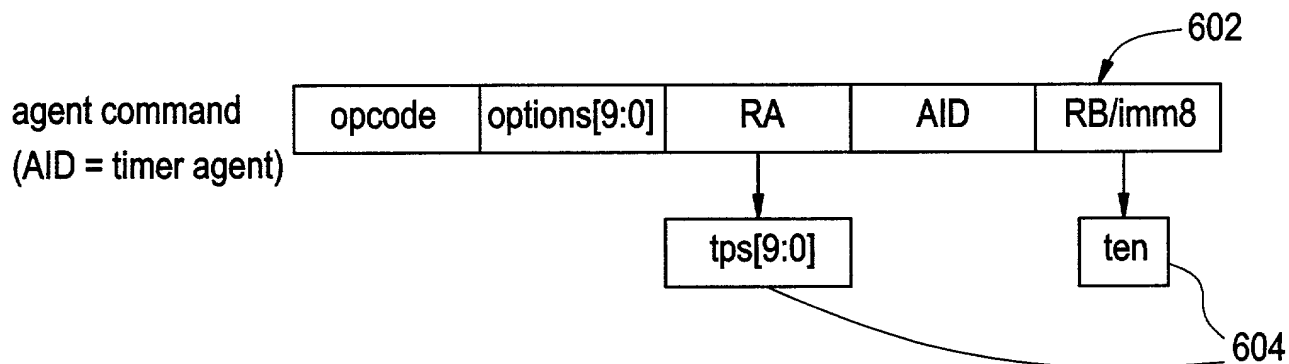 602
agent command
(AID = timer agent)
opcode options[9:0] RA AID RB/imm8
tps[9:0] ten
604